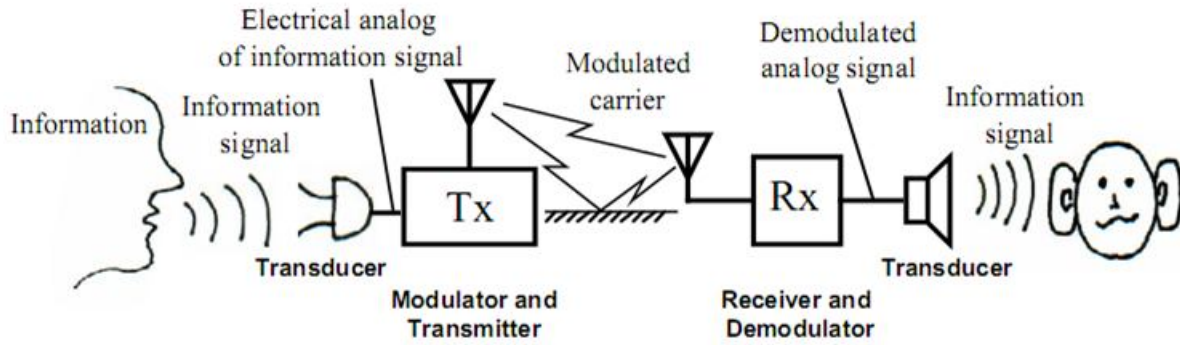 Electrical analog
of information signal
Information
Information
signal
Modulated
carrier
Demodulated
analog signal
Information
signal
Tx
Rx
Transducer
Transducer
Modulator and
Transmitter
Receiver and
Demodulator